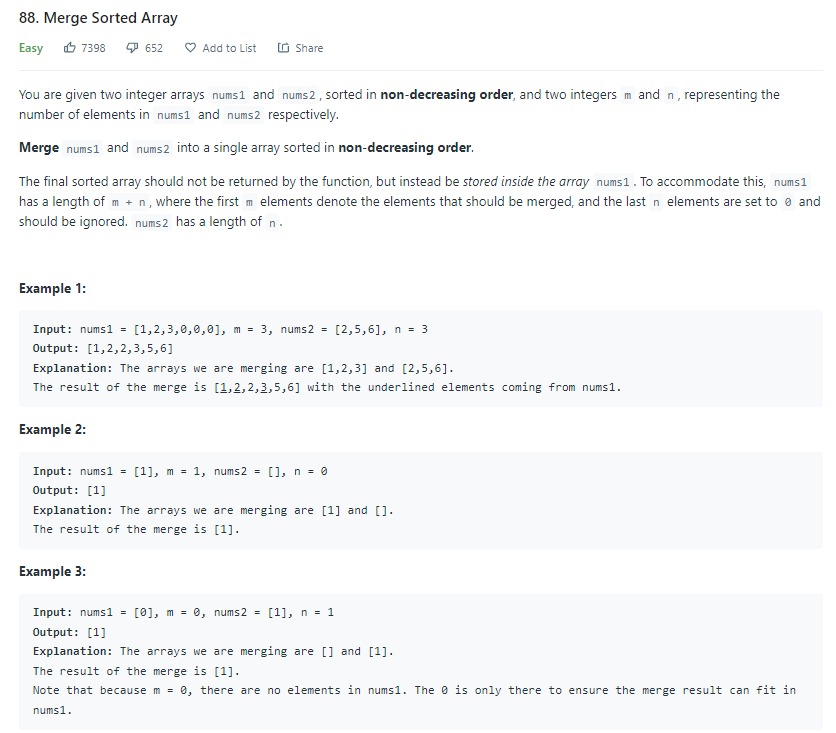 88. Merge Sorted Array
Easy 7398 652 Add to List Share
You are given two integer arrays nums1 and nums2, sorted in non-decreasing order, and two integers m and n, representing the
number of elements in nums1 and nums2 respectively.
Merge nums1 and nums2 into a single array sorted in non-decreasing order.
The final sorted array should not be returned by the function, but instead be stored inside the array nums1. To accommodate this, nums1
has a length of m + n, where the first m elements denote the elements that should be merged, and the last n elements are set to 0 and
should be ignored. nums2 has a length of n.
Example 1:
Input: nums1 = [1,2,3,0,0,0], m = 3, nums2 = [2,5,6], n = 3
Output: [1,2,2,3,5,6]
Explanation: The arrays we are merging are [1,2,3] and [2,5,6].
The result of the merge is [1,2,2,3,5,6] with the underlined elements coming from nums1.
Example 2:
Input: nums1 = [1], m = 1, nums2 = [], n = 0
Output: [1]
Explanation: The arrays we are merging are [1] and [].
The result of the merge is [1].
Example 3:
Input: nums1 = [0], m = 0, nums2 = [1], n = 1
Output: [1]
Explanation: The arrays we are merging are [] and [1].
The result of the merge is [1].
Note that because m = 0, there are no elements in nums1. The 0 is only there to ensure the merge result can fit in
nums1.